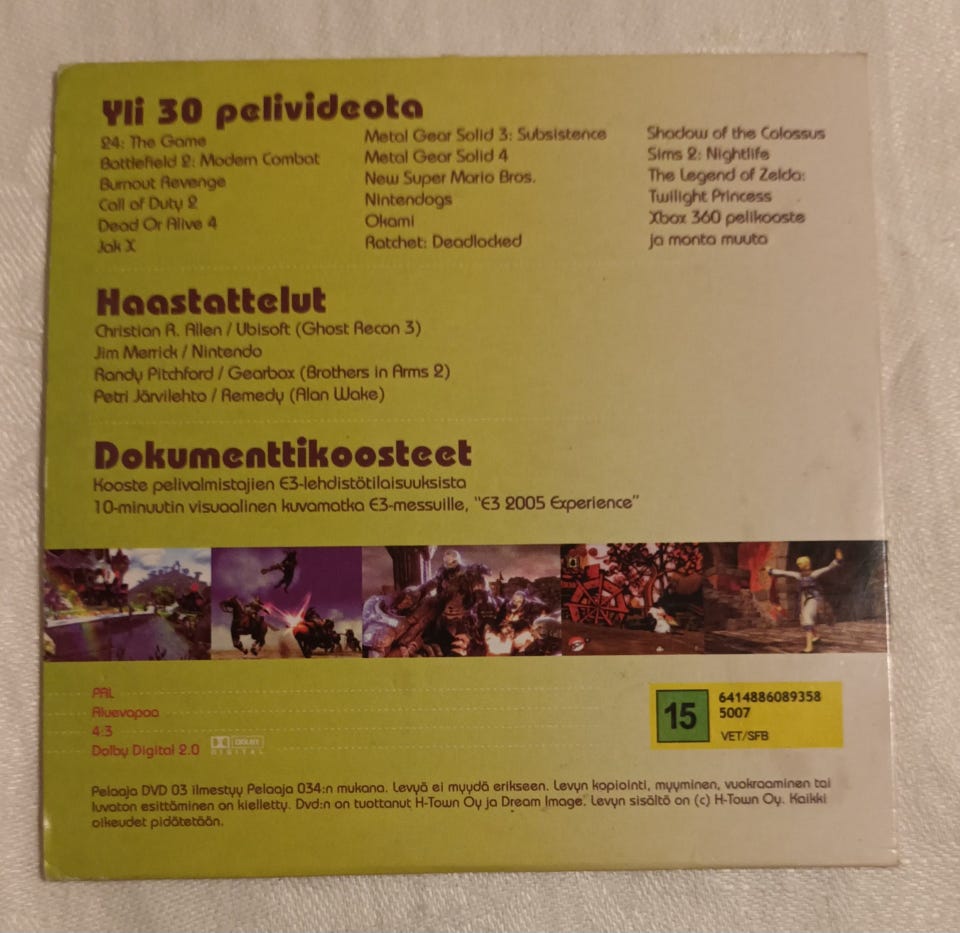 Yli 30 pelivideota
24: The Game
Battlefield 2: Modern Combat
Burnout Revenge
Call of Duty 2
Dead Or Alive 4
Jak X
Metal Gear Solid 3: Subsistence
Metal Gear Solid 4
New Super Mario Bros.
Nintendogs
Okami
Ratchet: Deadlocked
Shadow of the Colossus
Sims 2: Nightlife
The Legend of Zelda:
Twilight Princess
Xbox 360 pelikooste
ja monta muuta
Haastattelut
Christian R. Allen / Ubisoft (Ghost Recon 3)
Jim Merrick / Nintendo
Randy Pitchford / Gearbox (Brothers in Arms 2)
Petri Järvilehto / Remedy (Alan Wake)
Dokumenttikoosteet
Kooste pelivalmistajien E3-lehdistötilaisuuksista
10-minuutin visuaalinen kuvamatka E3-messuille, "E3 2005 Experience"
PAL
Aluevapaa
4:3
Dolby Digital 2.0
DOLBY
DIGITAL
15
6414886089358
5007
VET/SFB
Pelaaja DVD 03 ilmestyy Pelaaja 034:n mukana. Levyä ei myydä erikseen. Levyn kopiointi, myyminen, vuokraaminen tai
luvaton esittäminen on kielletty. Dvd:n on tuottanut H-Town Oy ja Dream Image. Levyn sisältö on (c) H-Town Oy. Kaikki
oikeudet pidätetään.